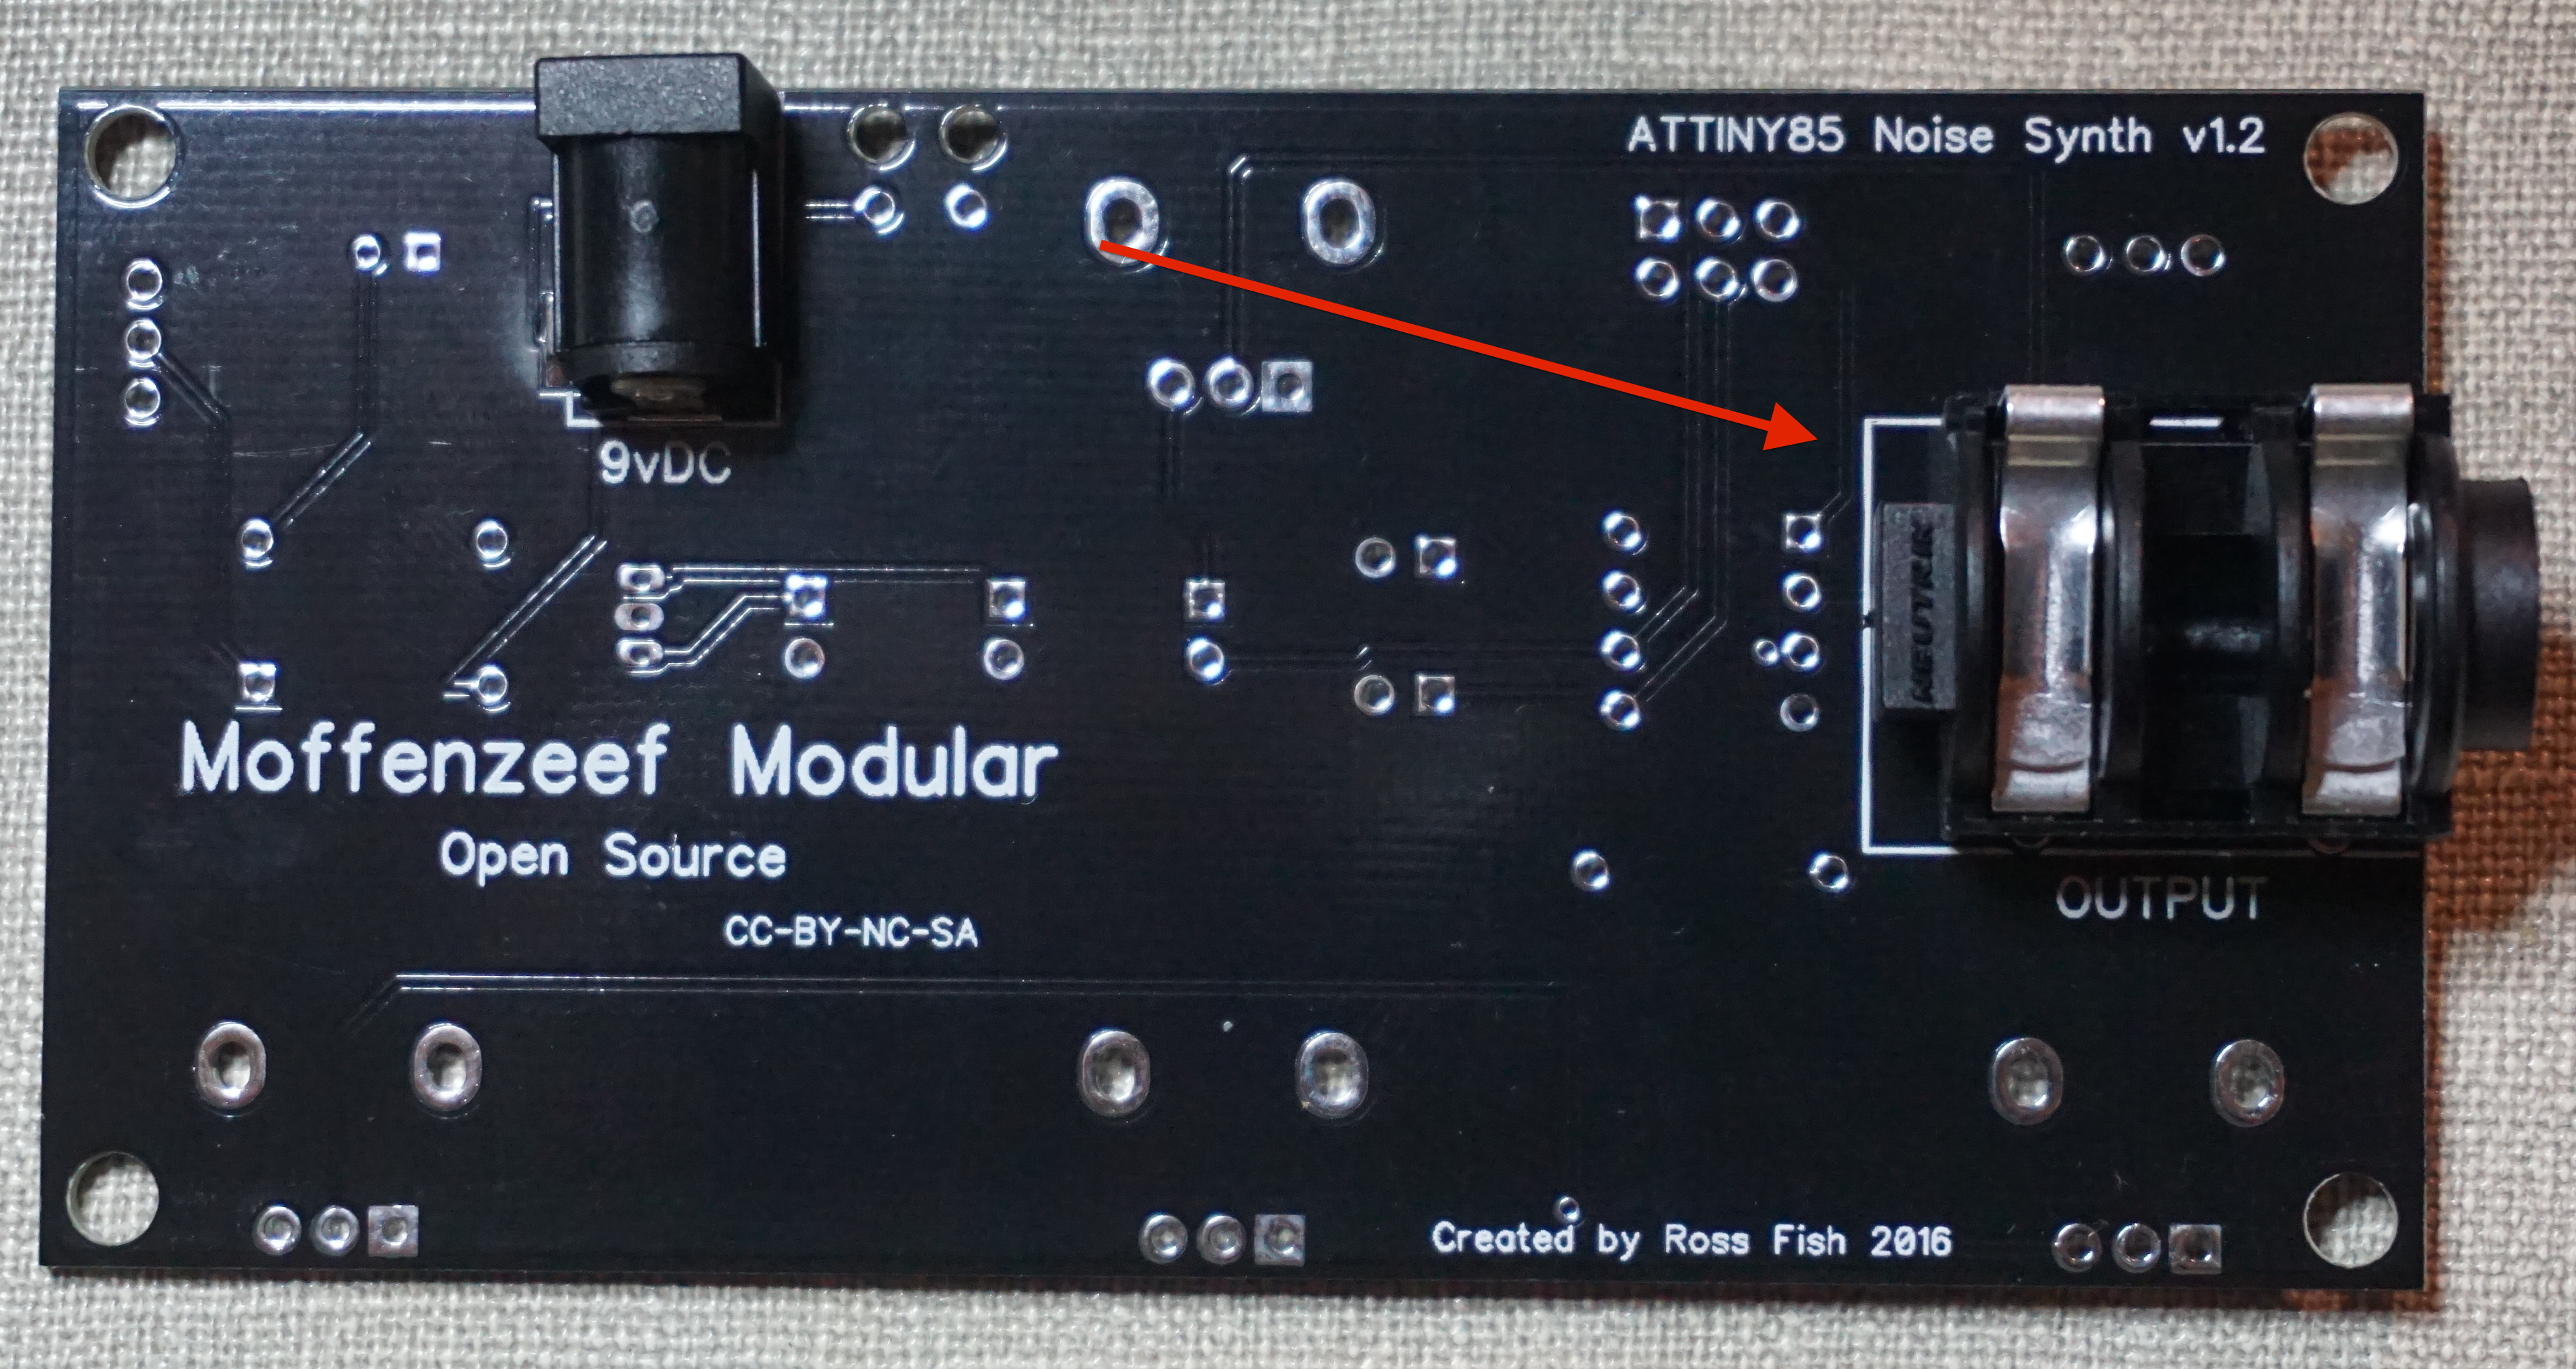 ATTINY85 Noise Synth v1.2
9vDC
NEUTRIK
Moffenzeef Modular
Open Source
OUTPUT
CC-BY-NC-SA
Created by Ross Fish 2016